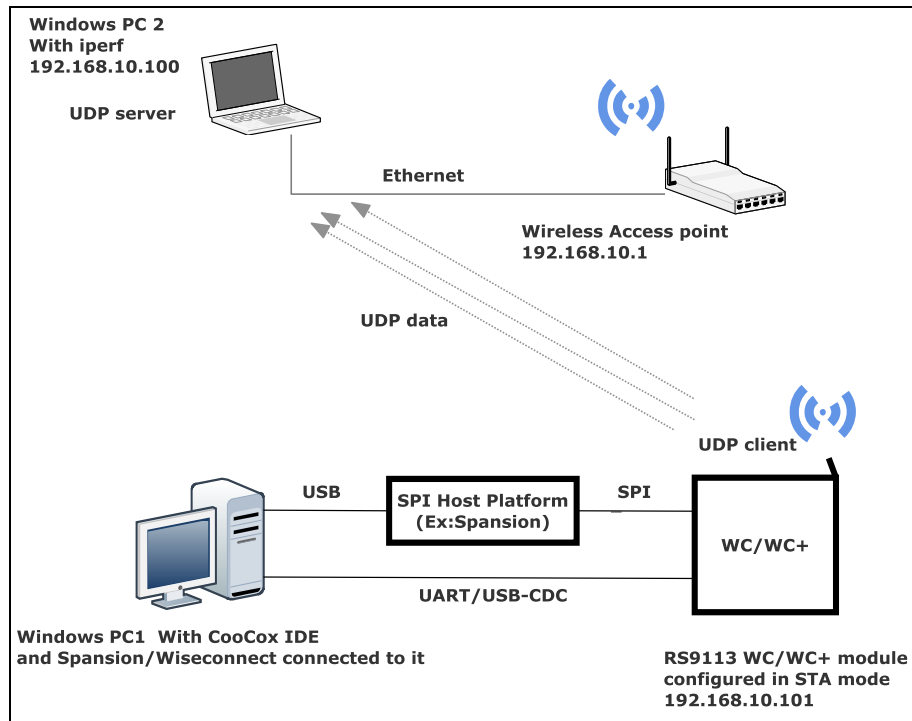 Windows PC 2
With iperf
192.168.10.100
UDP server
Ethernet
Wireless Access point
192.168.10.1
UDP data
UDP client
USB
SPI Host Platform
(Ex:Spansion)
SPI
WC/WC+
UART/USB-CDC
Windows PC1  With CooCox IDE
and Spansion/Wiseconnect connected to it
RS9113 WC/WC+ module
configured in STA mode
192.168.10.101